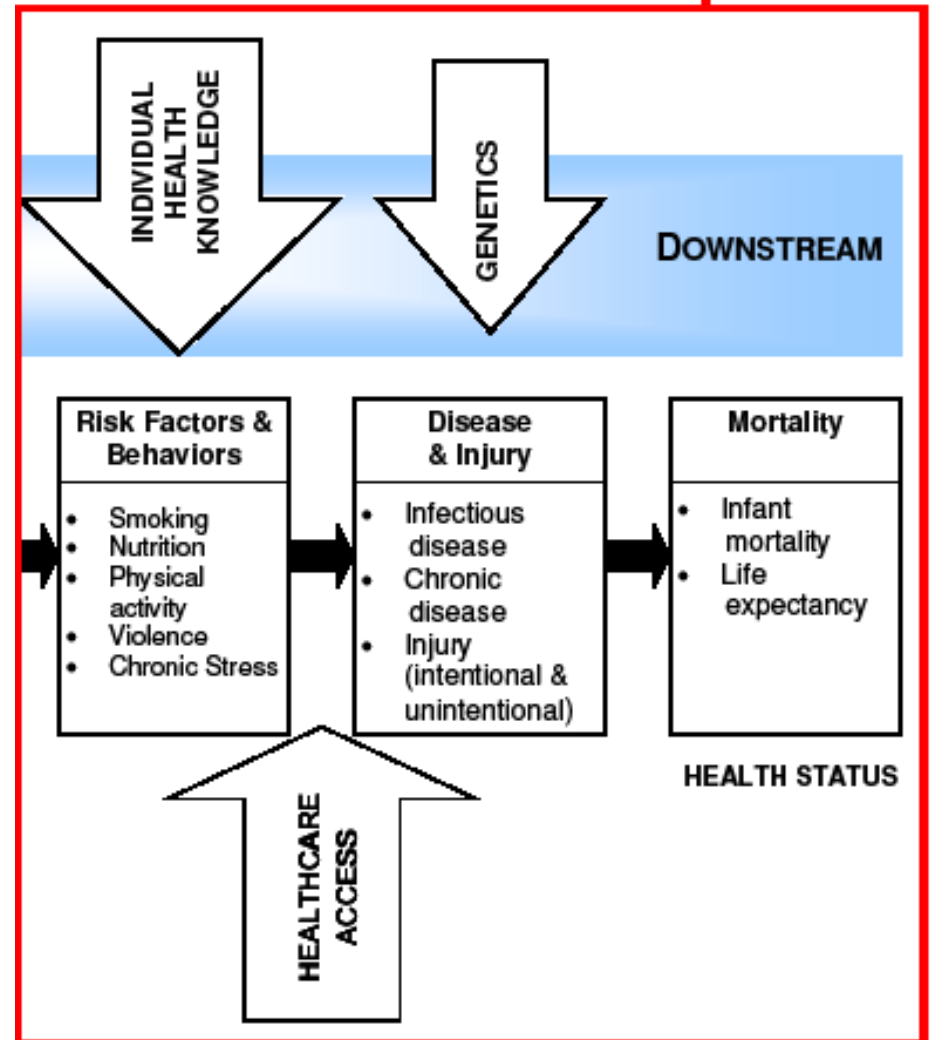 INDIVIDUAL
HEALTH
KNOWLEDGE
GENETICS
DOWNSTREAM
Risk Factors &
Behaviors
• Smoking
• Nutrition
• Physical
activity
• Violence
• Chronic Stress
Disease
& Injury
• Infectious
disease
• Chronic
disease
• Injury
(intentional &
unintentional)
Mortality
• Infant
mortality
• Life
expectancy
HEALTH STATUS
HEALTHCARE
ACCESS